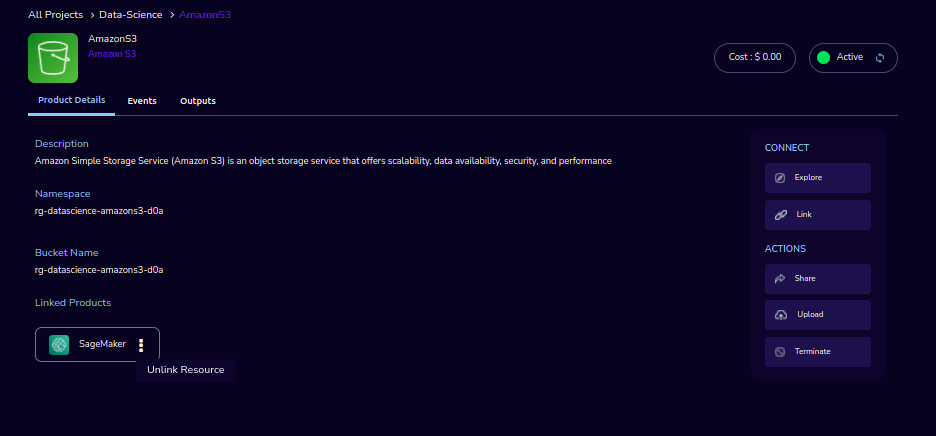 All Projects > Data-Science > AmazonS3
AmazonS3
Amazon S3
Cost : $ 0.00
Active
Product Details
Events
Outputs
Description
Amazon Simple Storage Service (Amazon S3) is an object storage service that offers scalability, data availability, security, and performance
Namespace
rg-datascience-amazons3-d0a
Bucket Name
rg-datascience-amazons3-d0a
Linked Products
SageMaker
Unlink Resource
CONNECT
Explore
Link
ACTIONS
Share
Upload
Terminate